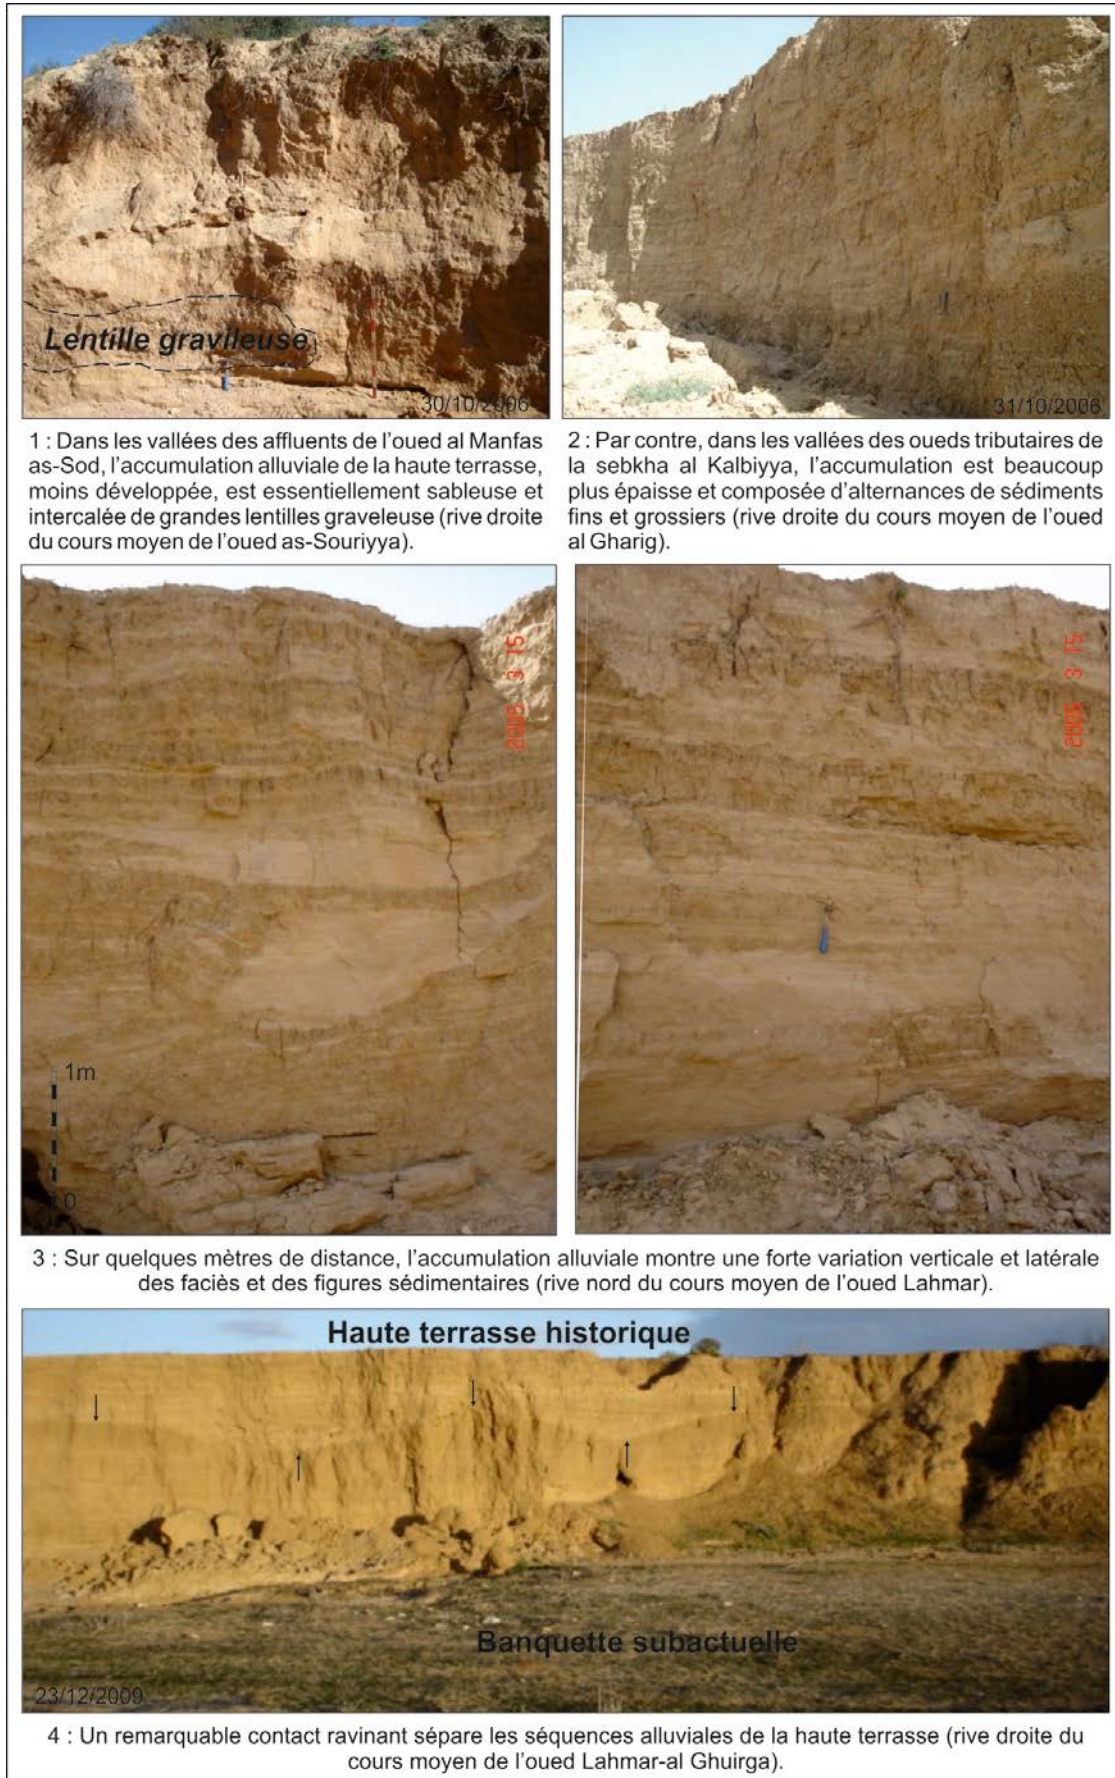 Lentille gravileuse
30/10/2006
31/10/2006
1 : Dans les vallées des affluents de l'oued al Manfas
as-Sod, l'accumulation alluviale de la haute terrasse,
moins développée, est essentiellement sableuse et
intercalée de grandes lentilles graveleuse (rive droite
du cours moyen de l'oued as-Souriyya).
2 : Par contre, dans les vallées des oueds tributaires de
la sebkha al Kalbiyya, l'accumulation est beaucoup
plus épaisse et composée d'alternances de sédiments
fins et grossiers (rive droite du cours moyen de l'oued
al Gharig).
2005 3 15
1m
0
2005 3 15
3 : Sur quelques mètres de distance, l'accumulation alluviale montre une forte variation verticale et latérale
des faciès et des figures sédimentaires (rive nord du cours moyen de l'oued Lahmar).
Haute terrasse historique
Banquette subactuelle
23/12/2009
4 : Un remarquable contact ravinant sépare les séquences alluviales de la haute terrasse (rive droite du
cours moyen de l'oued Lahmar-al Ghuirga).